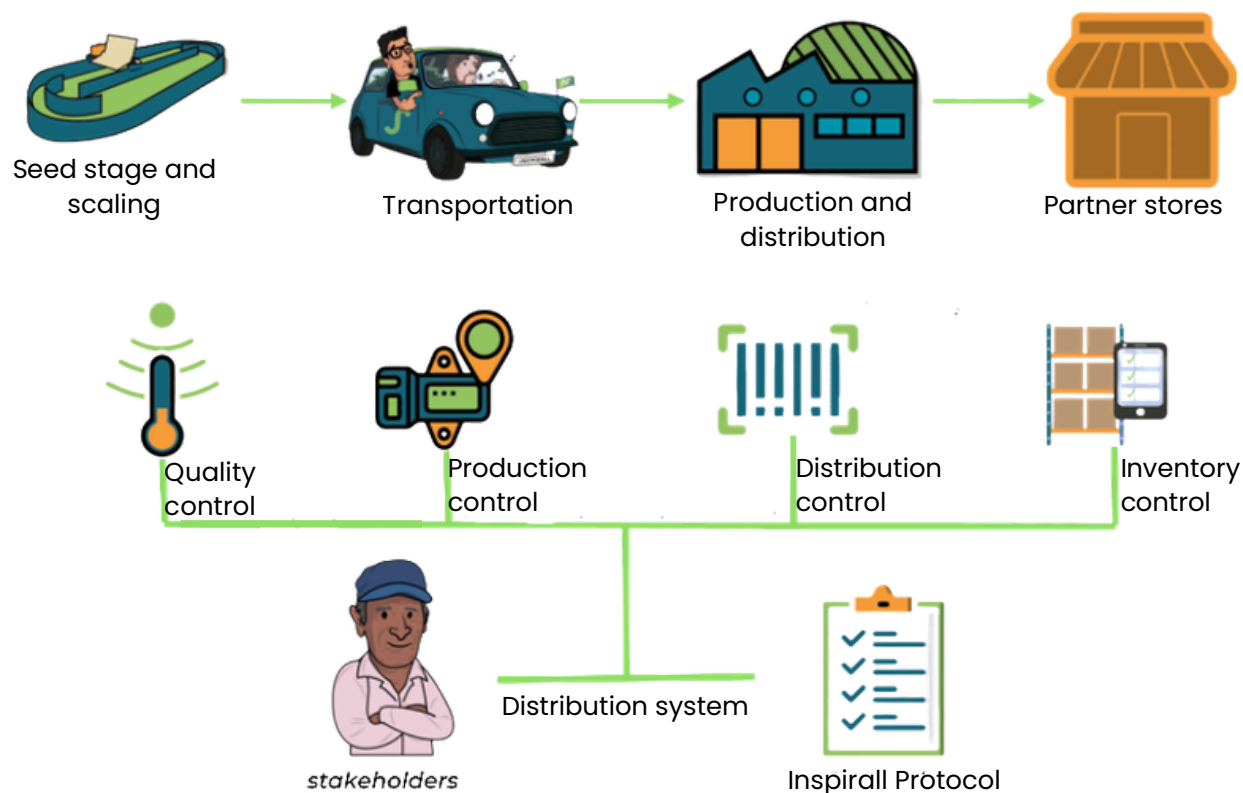 Seed stage and
scaling
Transportation
Production and
distribution
Partner stores
Quality
control
Production
control
Distribution
control
Inventory
control
Distribution system
stakeholders
Inspirall Protocol